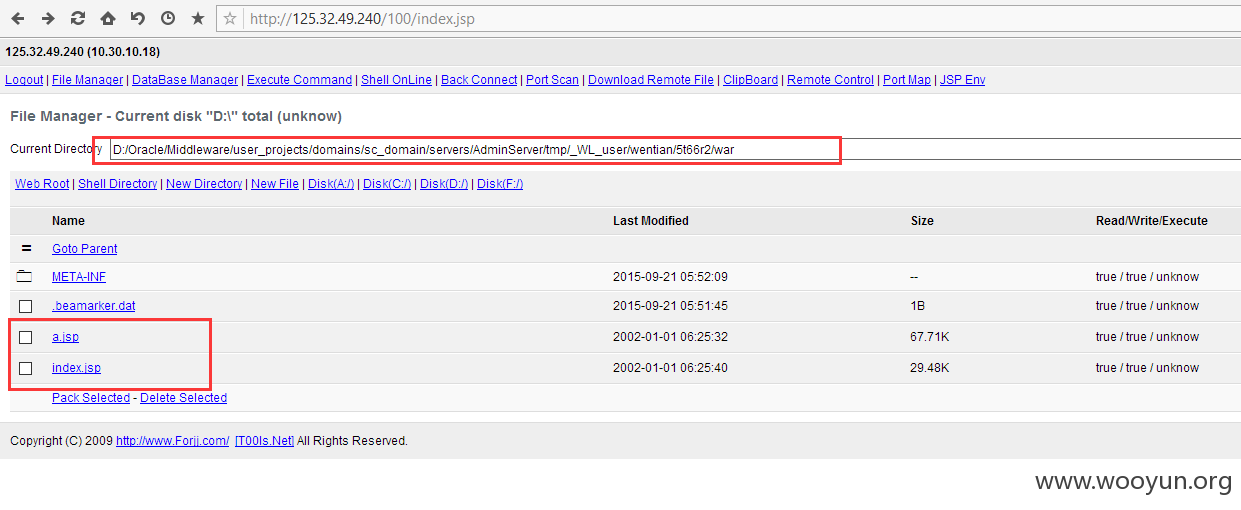 http://125.32.49.240/100/index.jsp
125.32.49.240 (10.30.10.18)
Logout | File Manager | DataBase Manager | Execute Command | Shell OnLine | Back Connect | Port Scan | Download Remote File | ClipBoard | Remote Control | Port Map | JSP Env
File Manager - Current disk "D:\" total (unknow)
Current Directory D:/Oracle/Middleware/user_projects/domains/sc_domain/servers/AdminServer/tmp/_WL_user/wentian/5t66r2/war
Web Root | Shell Directory | New Directory | New File | Disk(A:/) | Disk(C:/) | Disk(D:/) | Disk(F:/)
Name Last Modified Size Read/Write/Execute
= Goto Parent
META-INF 2015-09-21 05:52:09 -- true / true / unknow
.beamarker.dat 2015-09-21 05:51:45 1B true / true / unknow
a.jsp 2002-01-01 06:25:32 67.71K true / true / unknow
index.jsp 2002-01-01 06:25:40 29.48K true / true / unknow
Pack Selected - Delete Selected
Copyright (C) 2009 http://www.Forjj.com/ [T00ls.Net] All Rights Reserved.
www.wooyun.org